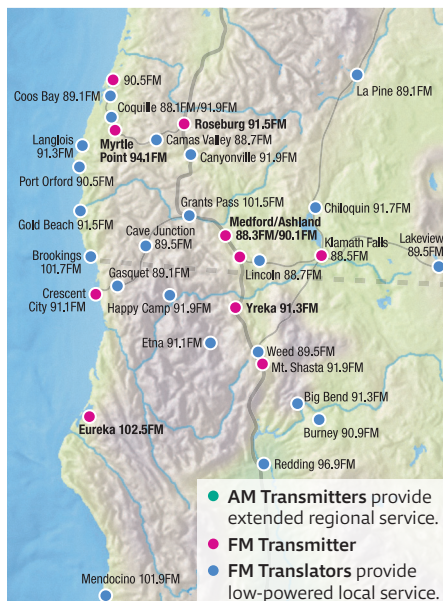 90.5FM
La Pine 89.1FM
Coos Bay 89.1FM
Coquille 88.1FM/91.9FM
Roseburg 91.5FM
Langlois
91.3FM
Myrtle
Point 94.1FM
Camas Valley 88.7FM
Canyonville 91.9FM
Port Orford 90.5FM
Grants Pass 101.5FM
Chiloquin 91.7FM
Gold Beach 91.5FM
Cave Junction
89.5FM
Medford/Ashland
88.3FM/90.1FM
Klamath Falls
88.5FM
Lakeview
89.5FM
Brookings
101.7FM
Gasquet 89.1FM
Lincoln 88.7FM
Crescent
City 91.1FM
Happy Camp 91.9FM
Yreka 91.3FM
Etna 91.1FM
Weed 89.5FM
Mt. Shasta 91.9FM
Big Bend 91.3FM
Burney 90.9FM
Eureka 102.5FM
Redding 96.9FM
Mendocino 101.9FM
AM Transmitters provide
extended regional service.
FM Transmitter
FM Translators provide
low-powered local service.